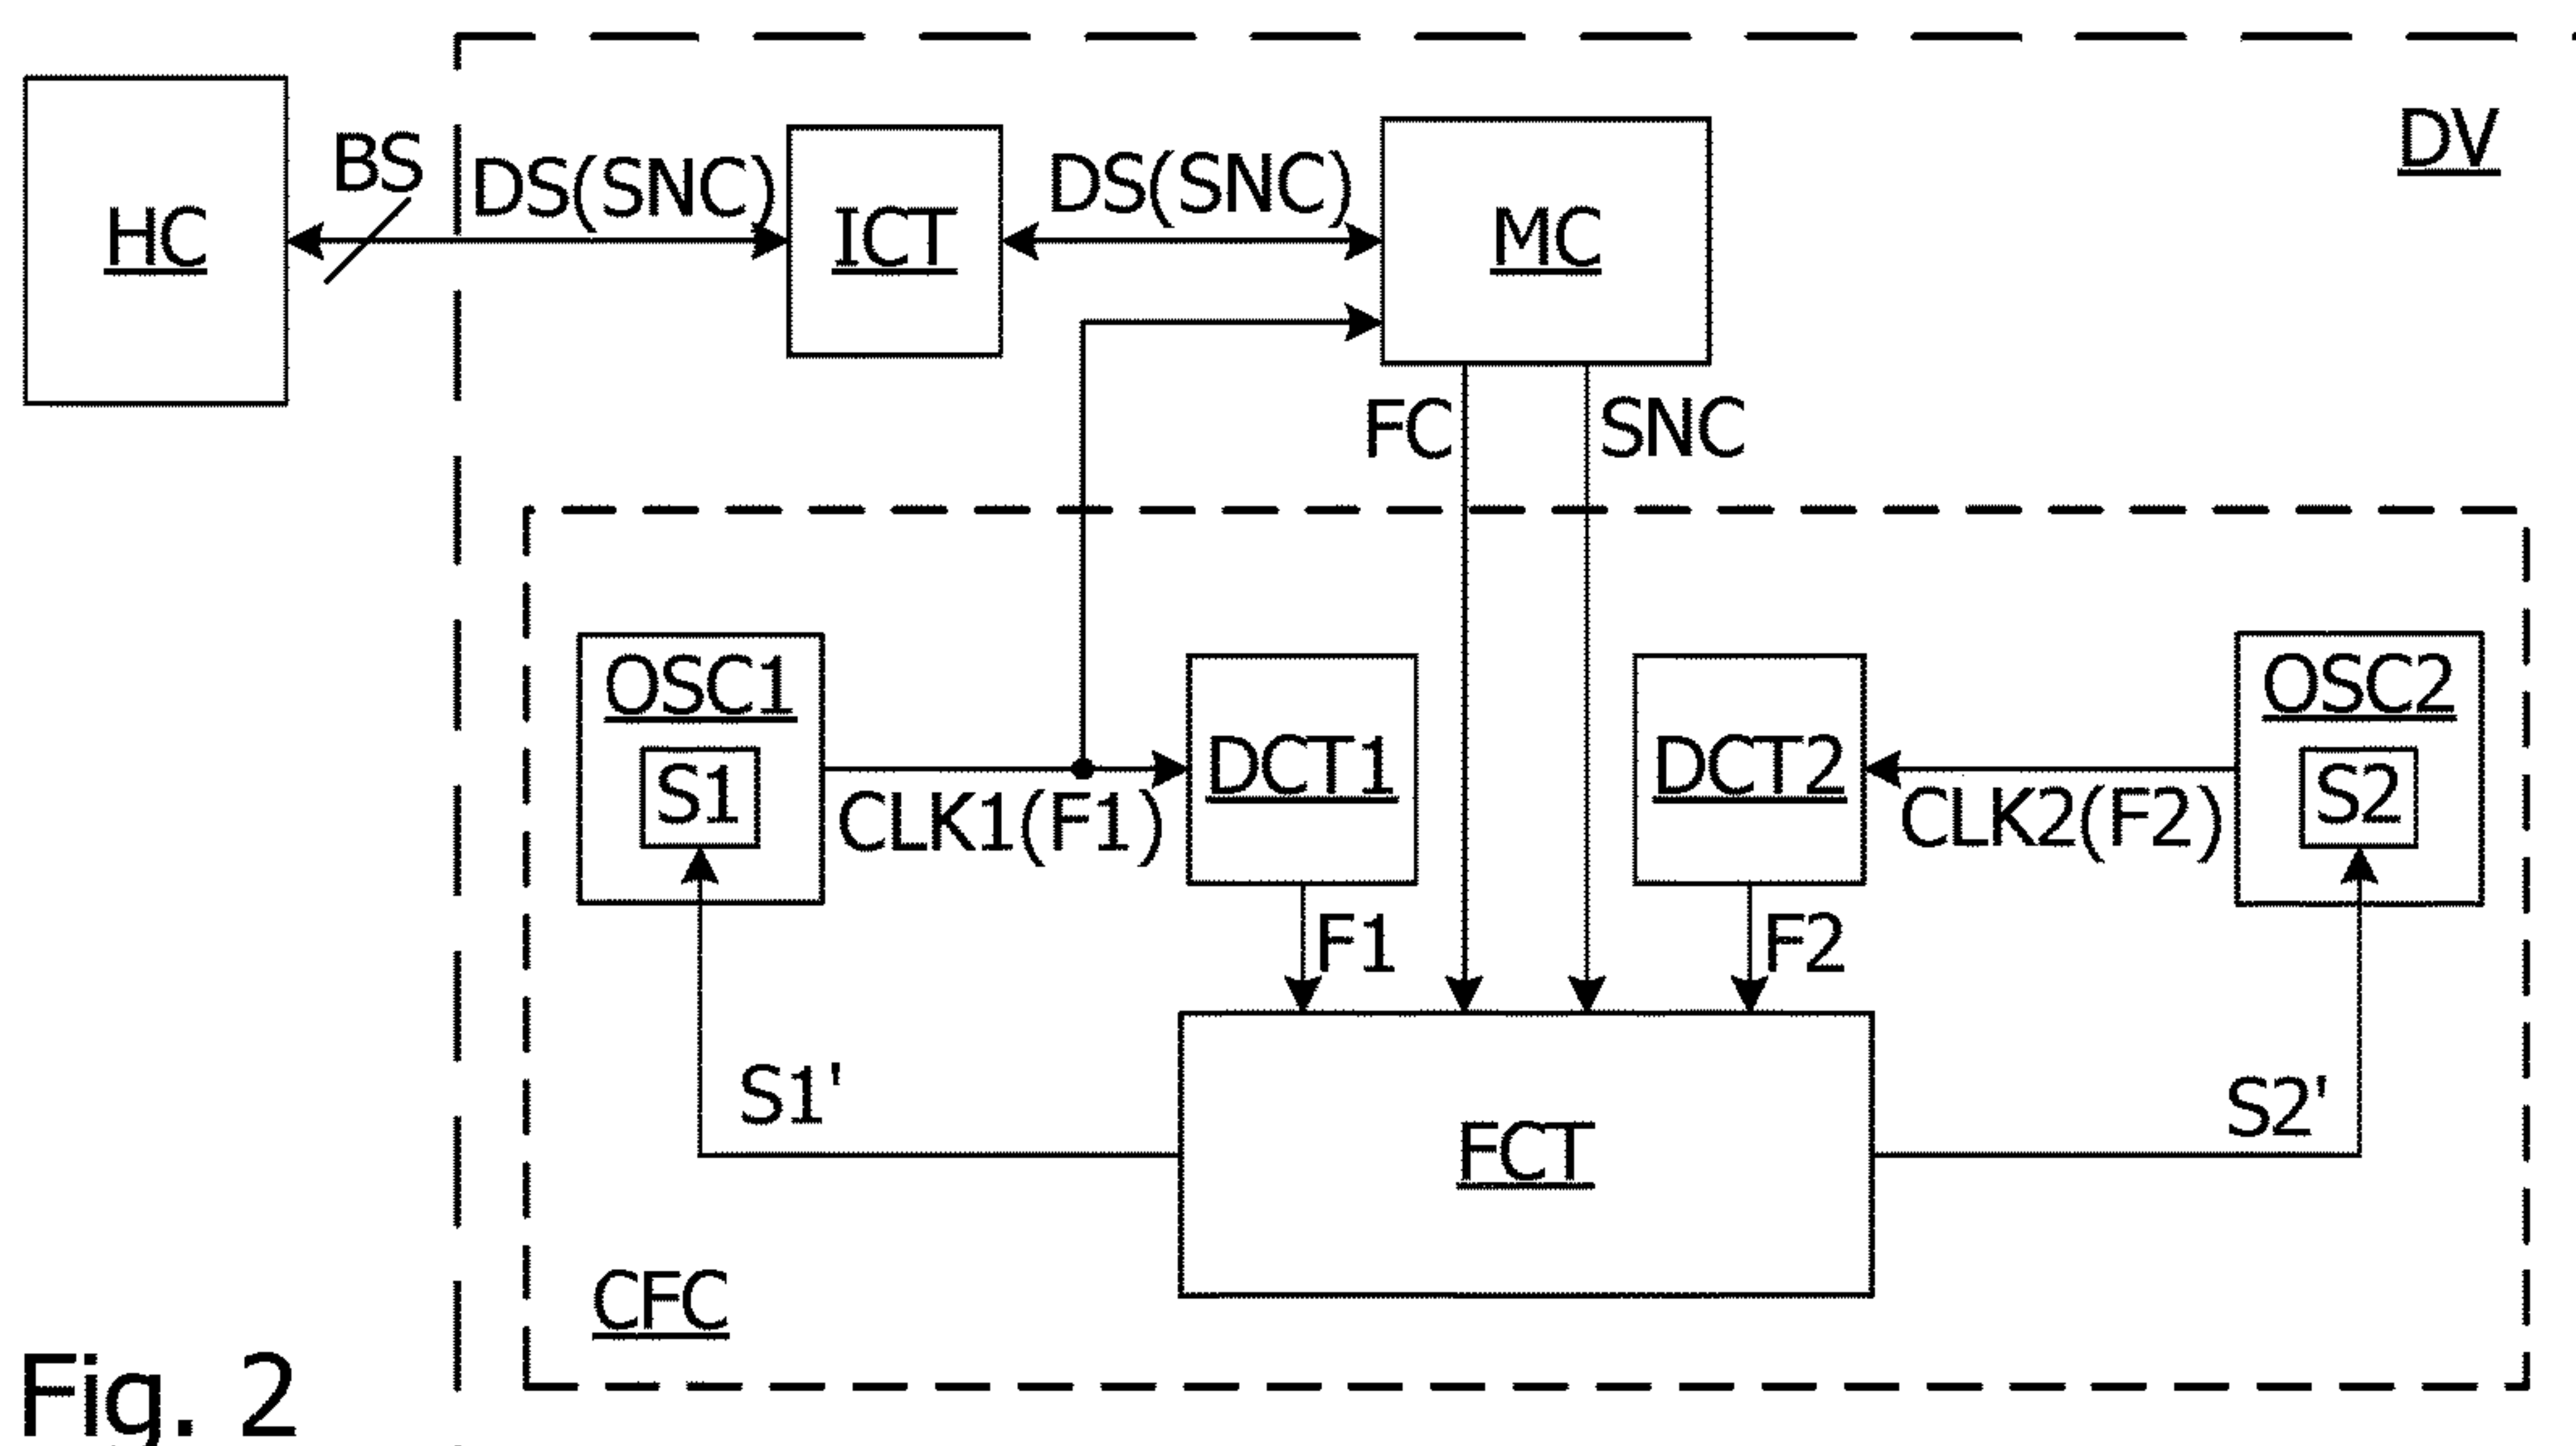 DV
HC
BS
DS(SNC)
ICT
DS(SNC)
MC
FC
SNC
OSC1
S1
CLK1(F1)
DCT1
DCT2
CLK2(F2)
OSC2
S2
F1
F2
S1'
FCT
S2'
CFC
Fig. 2